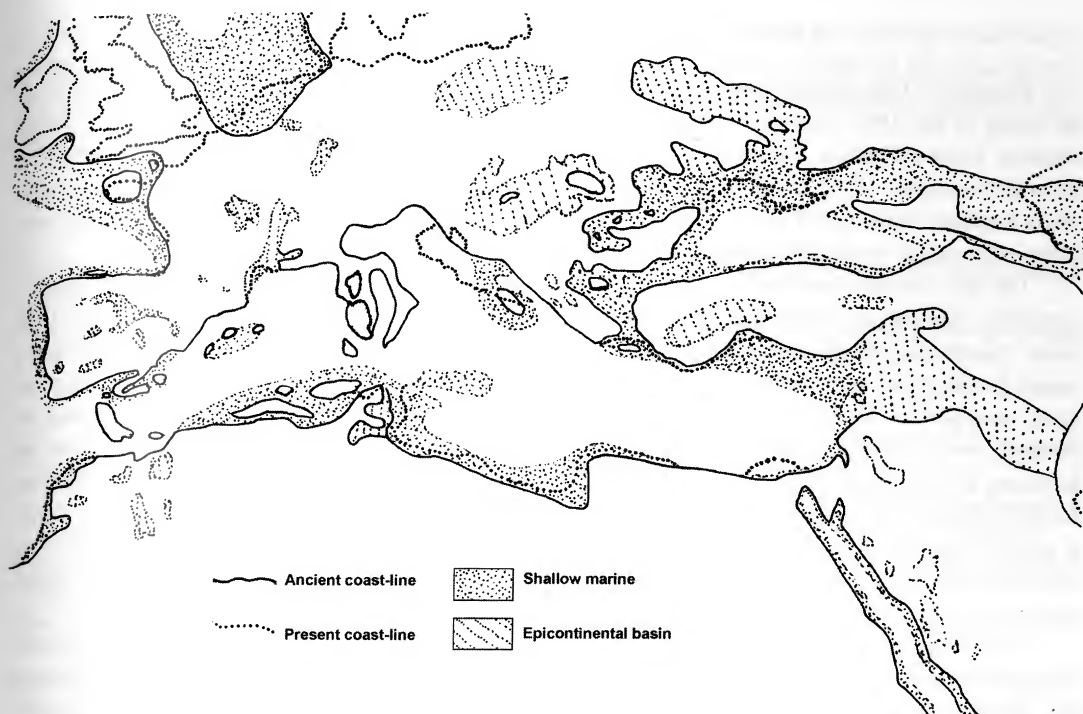 Ancient coast-line
Shallow marine
Present coast-line
Epicontinental basin